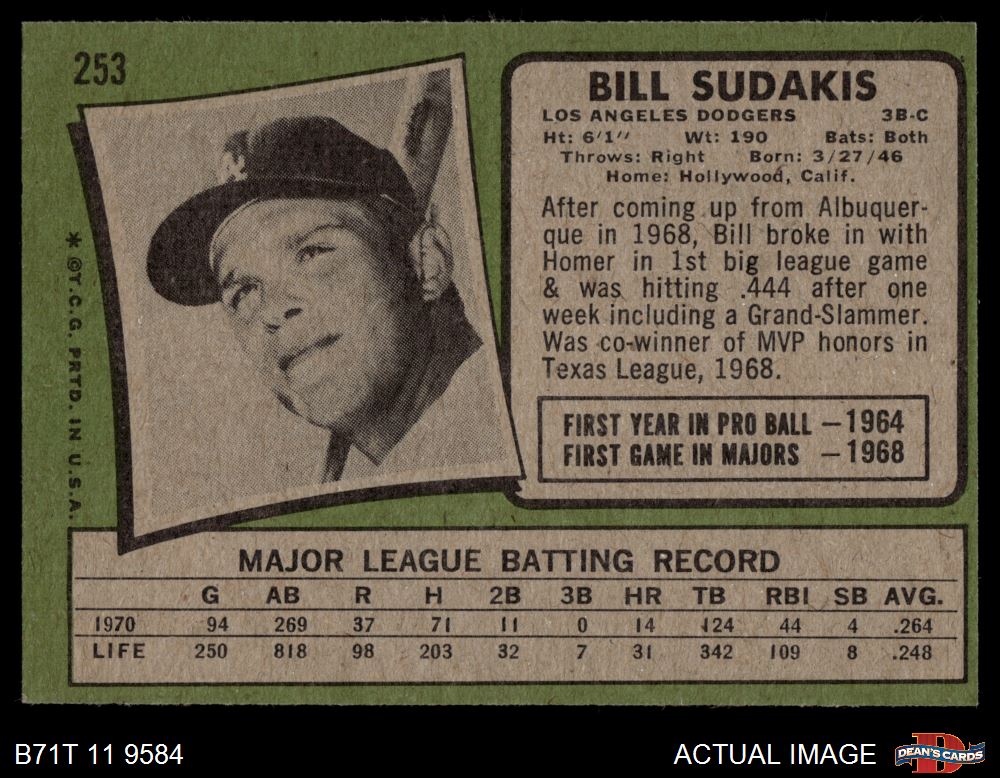 253
BILL SUDAKIS
LOS ANGELES DODGERS 3B-C
Ht: 6'1" Wt: 190 Bats: Both
Throws: Right Born: 3/27/46
Home: Hollywood, Calif.
After coming up from Albuquer-
que in 1968, Bill broke in with
Homer in 1st big league game
& was hitting .444 after one
week including a Grand-Slammer.
Was co-winner of MVP honors in
Texas League, 1968.
FIRST YEAR IN PRO BALL — 1964
FIRST GAME IN MAJORS — 1968
* ©T.C.G. PRTD. IN U.S.A.
MAJOR LEAGUE BATTING RECORD
G AB R H 2B 3B HR TB RBI SB AVG.
1970 94 269 37 71 11 0 14 124 44 4 .264
LIFE 250 818 98 203 32 7 31 342 109 8 .248
B71T 11 9584
ACTUAL IMAGE
DEAN'S CARDS